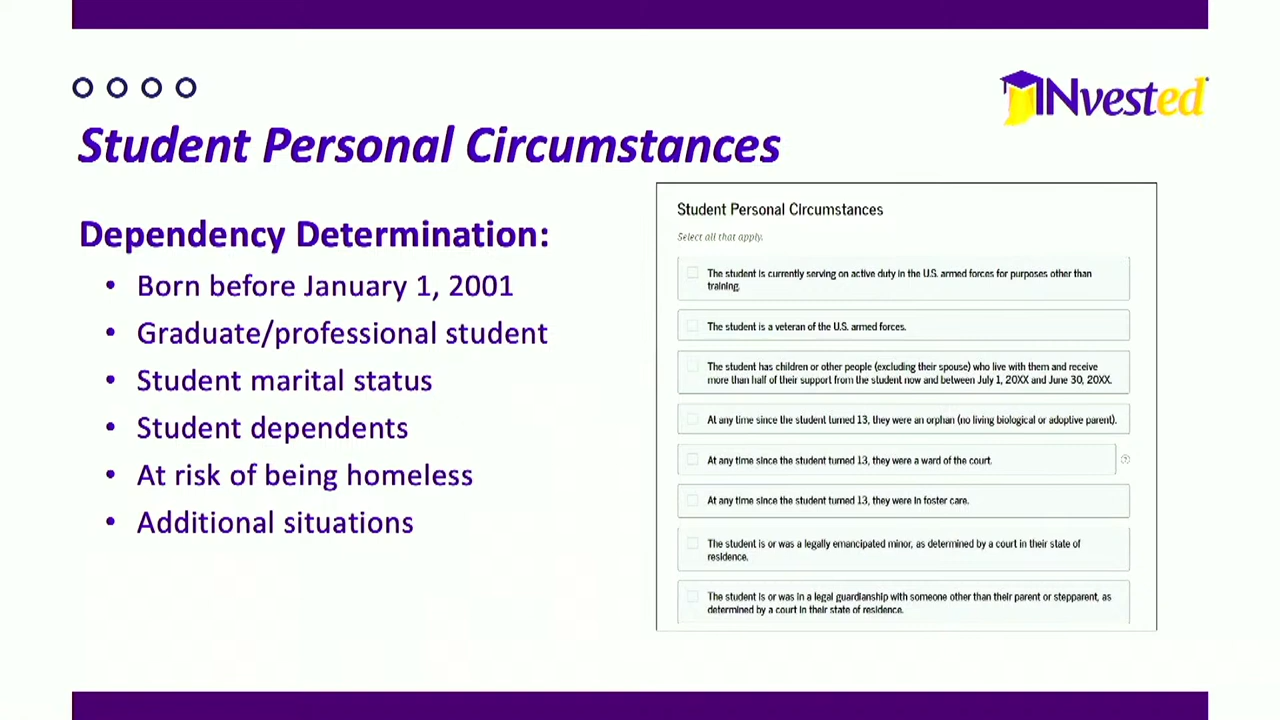 INvested
Student Personal Circumstances
Dependency Determination:
• Born before January 1, 2001
• Graduate/professional student
• Student marital status
• Student dependents
• At risk of being homeless
• Additional situations
Student Personal Circumstances
Select all that apply.
The student is currently serving on active duty in the U.S. armed forces for purposes other than
training.
The student is a veteran of the U.S. armed forces.
The student has children or other people (excluding their spouse) who live with them and receive
more than half of their support from the student now and between July 1, 20XX and June 30, 20XX.
At any time since the student turned 13, they were an orphan (no living biological or adoptive parent).
At any time since the student turned 13, they were a ward of the court.
?
At any time since the student turned 13, they were in foster care.
The student is or was a legally emancipated minor, as determined by a court in their state of
residence.
The student is or was in a legal guardianship with someone other than their parent or stepparent, as
determined by a court in their state of residence.